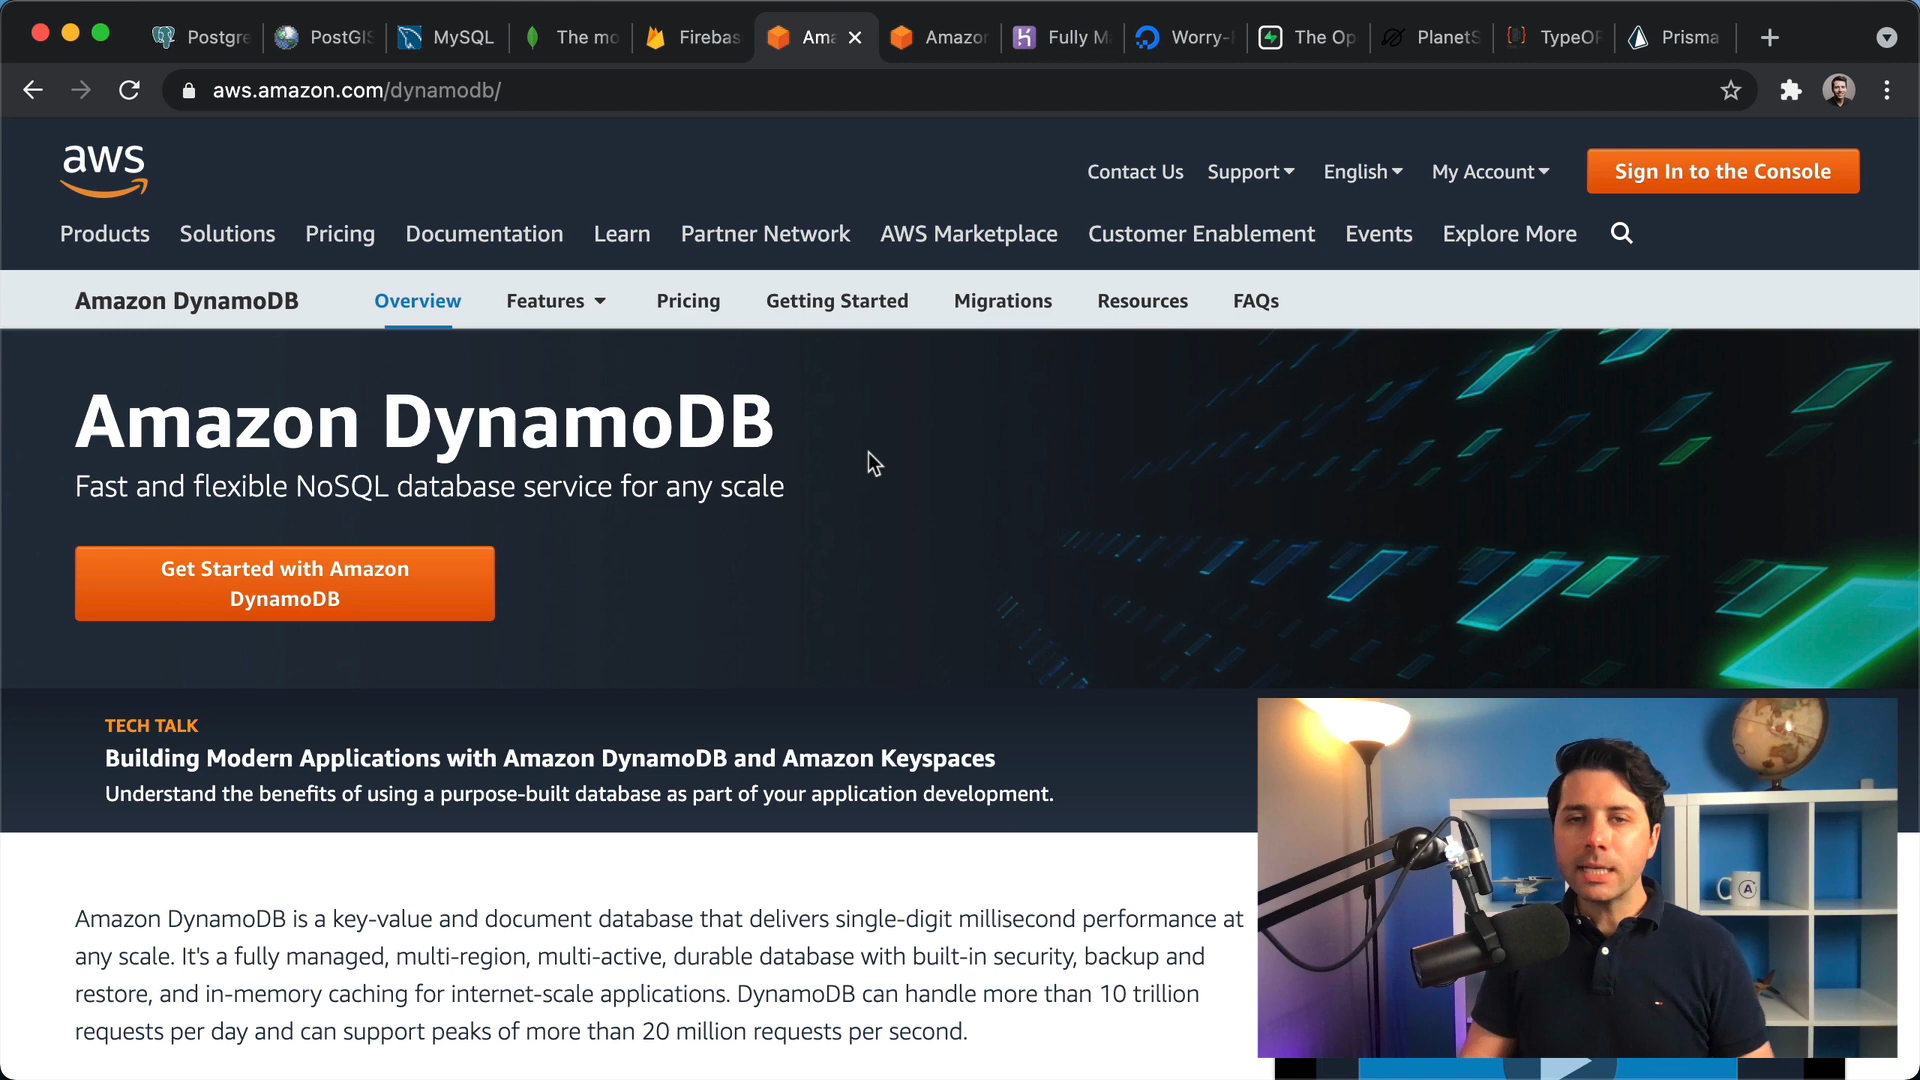 Postgre
PostGIS
MySQL
The mo
Firebas
Ama
Amazon
Fully Ma
Worry-
The Op
PlanetS
TypeOR
Prisma
aws.amazon.com/dynamodb/
aws
Contact Us Support English My Account Sign In to the Console
Products Solutions Pricing Documentation Learn Partner Network AWS Marketplace Customer Enablement Events Explore More
Amazon DynamoDB Overview Features Pricing Getting Started Migrations Resources FAQs
Amazon DynamoDB
Fast and flexible NoSQL database service for any scale
Get Started with Amazon
DynamoDB
TECH TALK
Building Modern Applications with Amazon DynamoDB and Amazon Keyspaces
Understand the benefits of using a purpose-built database as part of your application development.
Amazon DynamoDB is a key-value and document database that delivers single-digit millisecond performance at
any scale. It's a fully managed, multi-region, multi-active, durable database with built-in security, backup and
restore, and in-memory caching for internet-scale applications. DynamoDB can handle more than 10 trillion
requests per day and can support peaks of more than 20 million requests per second.